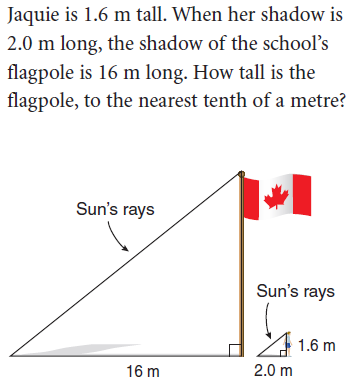 Jaquie is 1.6 m tall. When her shadow is
2.0 m long, the shadow of the school’s
flagpole is 16 m long. How tall is the
flagpole, to the nearest tenth of a metre?
Sun’s rays
Sun’s rays
1.6 m
16 m
2.0 m